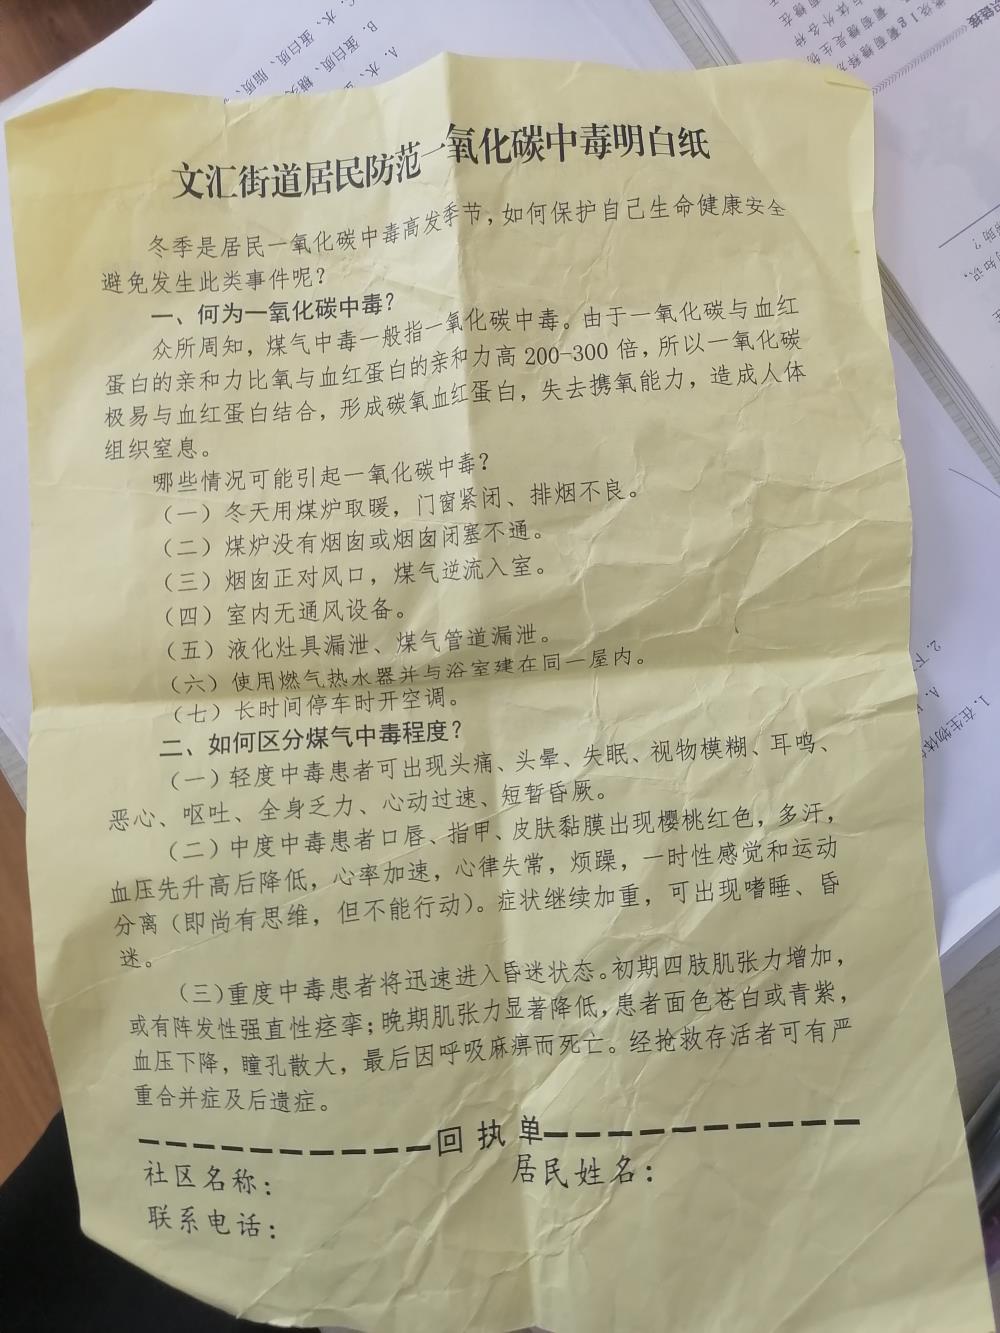 文汇街道居民防范一氧化碳中毒明白纸
冬季是居民一氧化碳中毒高发季节，如何保护自己生命健康安全
避免发生此类事件呢？
一、何为一氧化碳中毒？
众所周知，煤气中毒一般指一氧化碳中毒。由于一氧化碳与血红
蛋白的亲和力比氧与血红蛋白的亲和力高 200-300 倍，所以一氧化碳
极易与血红蛋白结合，形成碳氧血红蛋白，失去携氧能力，造成人体
组织窒息。
哪些情况可能引起一氧化碳中毒？
（一）冬天用煤炉取暖，门窗紧闭、排烟不良。
（二）煤炉没有烟囱或烟囱闭塞不通。
（三）烟囱正对风口，煤气逆流入室。
（四）室内无通风设备。
（五）液化灶具漏泄、煤气管道漏泄。
（六）使用燃气热水器并与浴室建在同一屋内。
（七）长时间停车时开空调。
二、如何区分煤气中毒程度？
（一）轻度中毒患者可出现头痛、头晕、失眠、视物模糊、耳鸣、
恶心、呕吐、全身乏力、心动过速、短暂昏厥。
（二）中度中毒患者口唇、指甲、皮肤黏膜出现樱桃红色，多汗，
血压先升高后降低，心率加速，心律失常，烦躁，一时性感觉和运动
分离（即尚有思维，但不能行动）。症状继续加重，可出现嗜睡、昏
迷。
（三）重度中毒患者将迅速进入昏迷状态。初期四肢肌张力增加，
或有阵发性强直性痉挛；晚期肌张力显著降低，患者面色苍白或青紫，
血压下降，瞳孔散大，最后因呼吸麻痹而死亡。经抢救存活者可有严
重合并症及后遗症。
回执单
社区名称：
居民姓名：
联系电话：
C. 水、蛋白质、脂质、
B. 蛋白质、糖类
A. 水、
1. 在生物体
2. 下